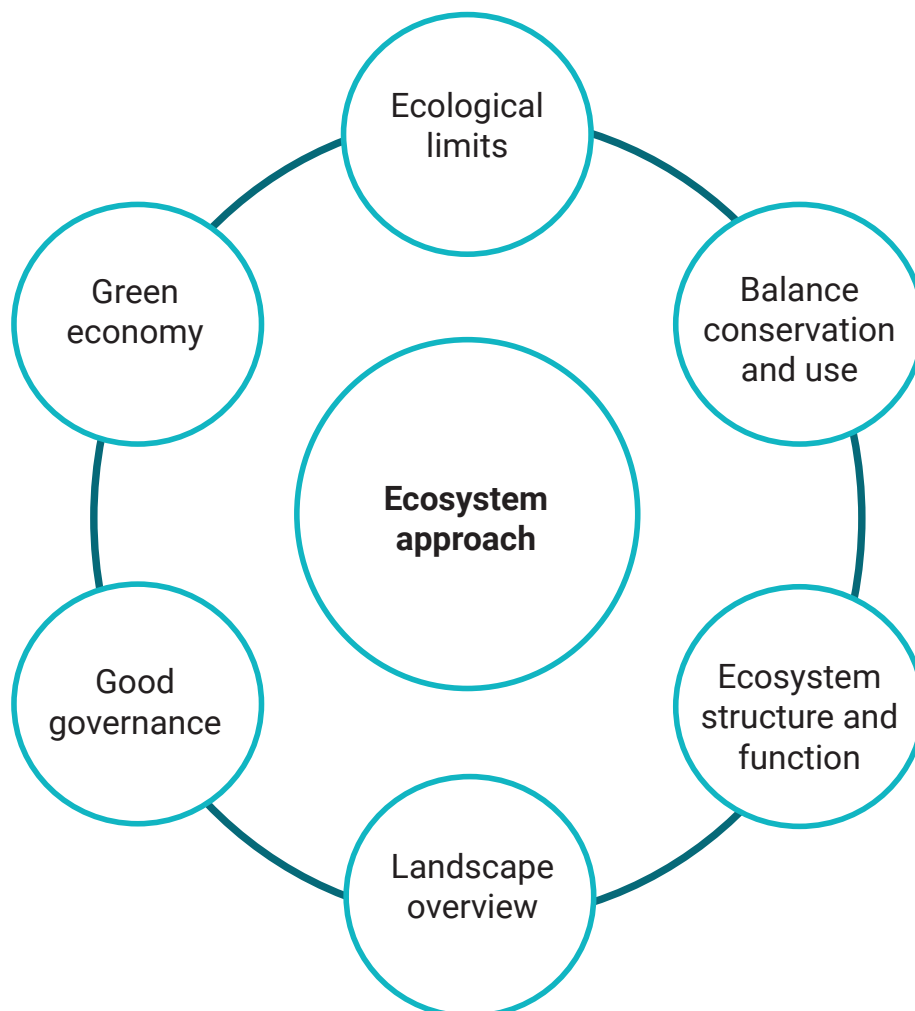 Ecological
limits
Balance
conservation
and use
Ecosystem
structure and
function
Landscape
overview
Good
governance
Green
economy
Ecosystem
approach